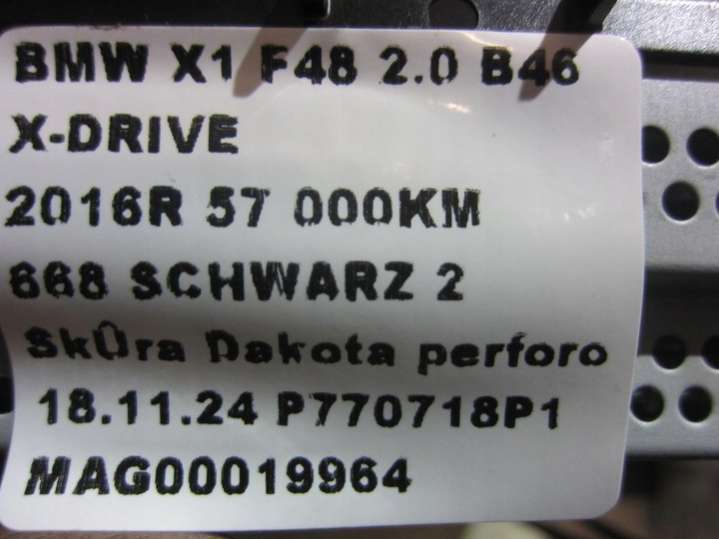 BMW X1 F48 2.0 B46
X-DRIVE
2016R 57 000KM
668 SCHWARZ 2
SkÛra Dakota perforo
18.11.24 P770718P1
MAG00019964